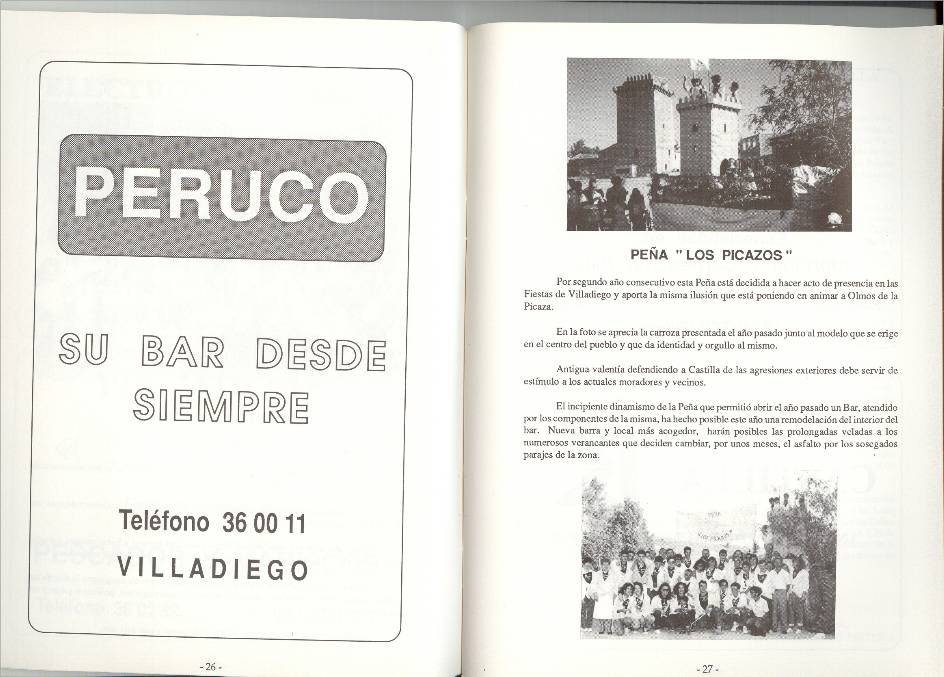 PERUCO
SU BAR DESDE
SIEMPRE
Teléfono 36 00 11
VILLADIEGO
- 26 -
PEÑA " LOS PICAZOS "
Por segundo año consecutivo esta Peña está decidida a hacer acto de presencia en las
Fiestas de Villadiego y aporta la misma ilusión que está poniendo en animar a Olmos de la
Picaza.
En la foto se aprecia la carroza presentada el año pasado junto al modelo que se erige
en el centro del pueblo y que da identidad y orgullo al mismo.
Antigua valentía defendiendo a Castilla de las agresiones exteriores debe servir de
estímulo a los actuales moradores y vecinos.
El incipiente dinamismo de la Peña que permitió abrir el año pasado un Bar, atendido
por los componentes de la misma, ha hecho posible este año una remodelación del interior del
bar. Nueva barra y local más acogedor, harán posibles las prolongadas veladas a los
numerosos veraneantes que deciden cambiar, por unos meses, el asfalto por los sosegados
parajes de la zona.
- 27 -